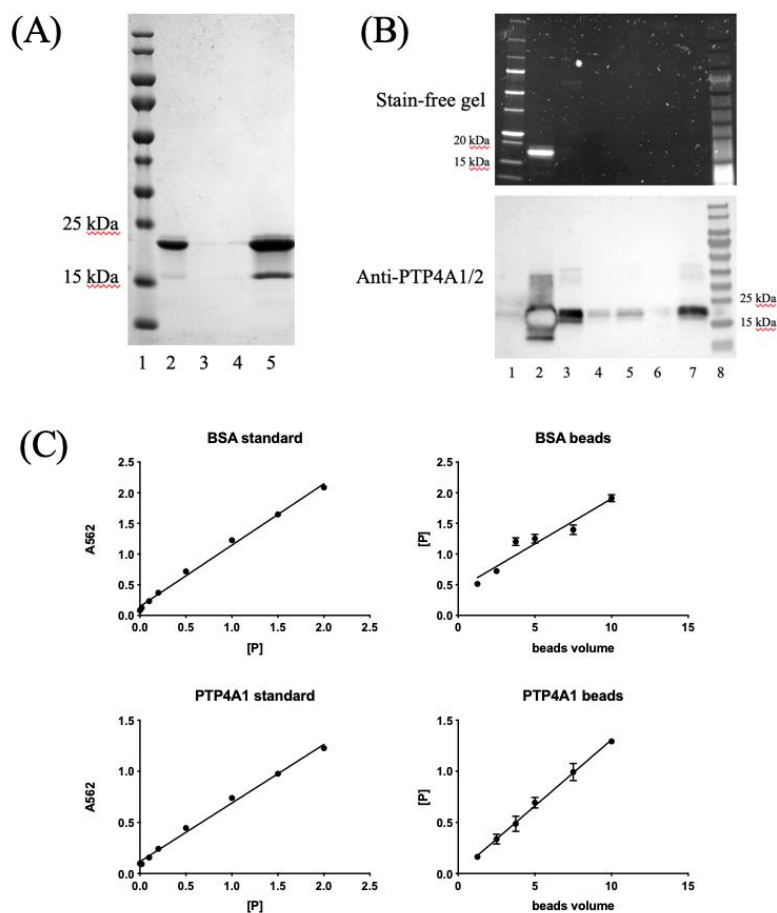 (A)
25 kDa
15 kDa
1 2 3 4 5
(B)
Stain-free gel
20 kDa
15 kDa
Anti-PTP4A1/2
25 kDa
15 kDa
1 2 3 4 5 6 7 8
(C)
BSA standard
A562
2.5
2.0
1.5
1.0
0.5
0.0
0.0 0.5 1.0 1.5 2.0 2.5
[P]
BSA beads
[P]
2.5
2.0
1.5
1.0
0.5
0.0
0 5 10 15
beads volume
PTP4A1 standard
A562
1.5
1.0
0.5
0.0
0.0 0.5 1.0 1.5 2.0 2.5
[P]
PTP4A1 beads
[P]
1.5
1.0
0.5
0.0
0 5 10 15
beads volume